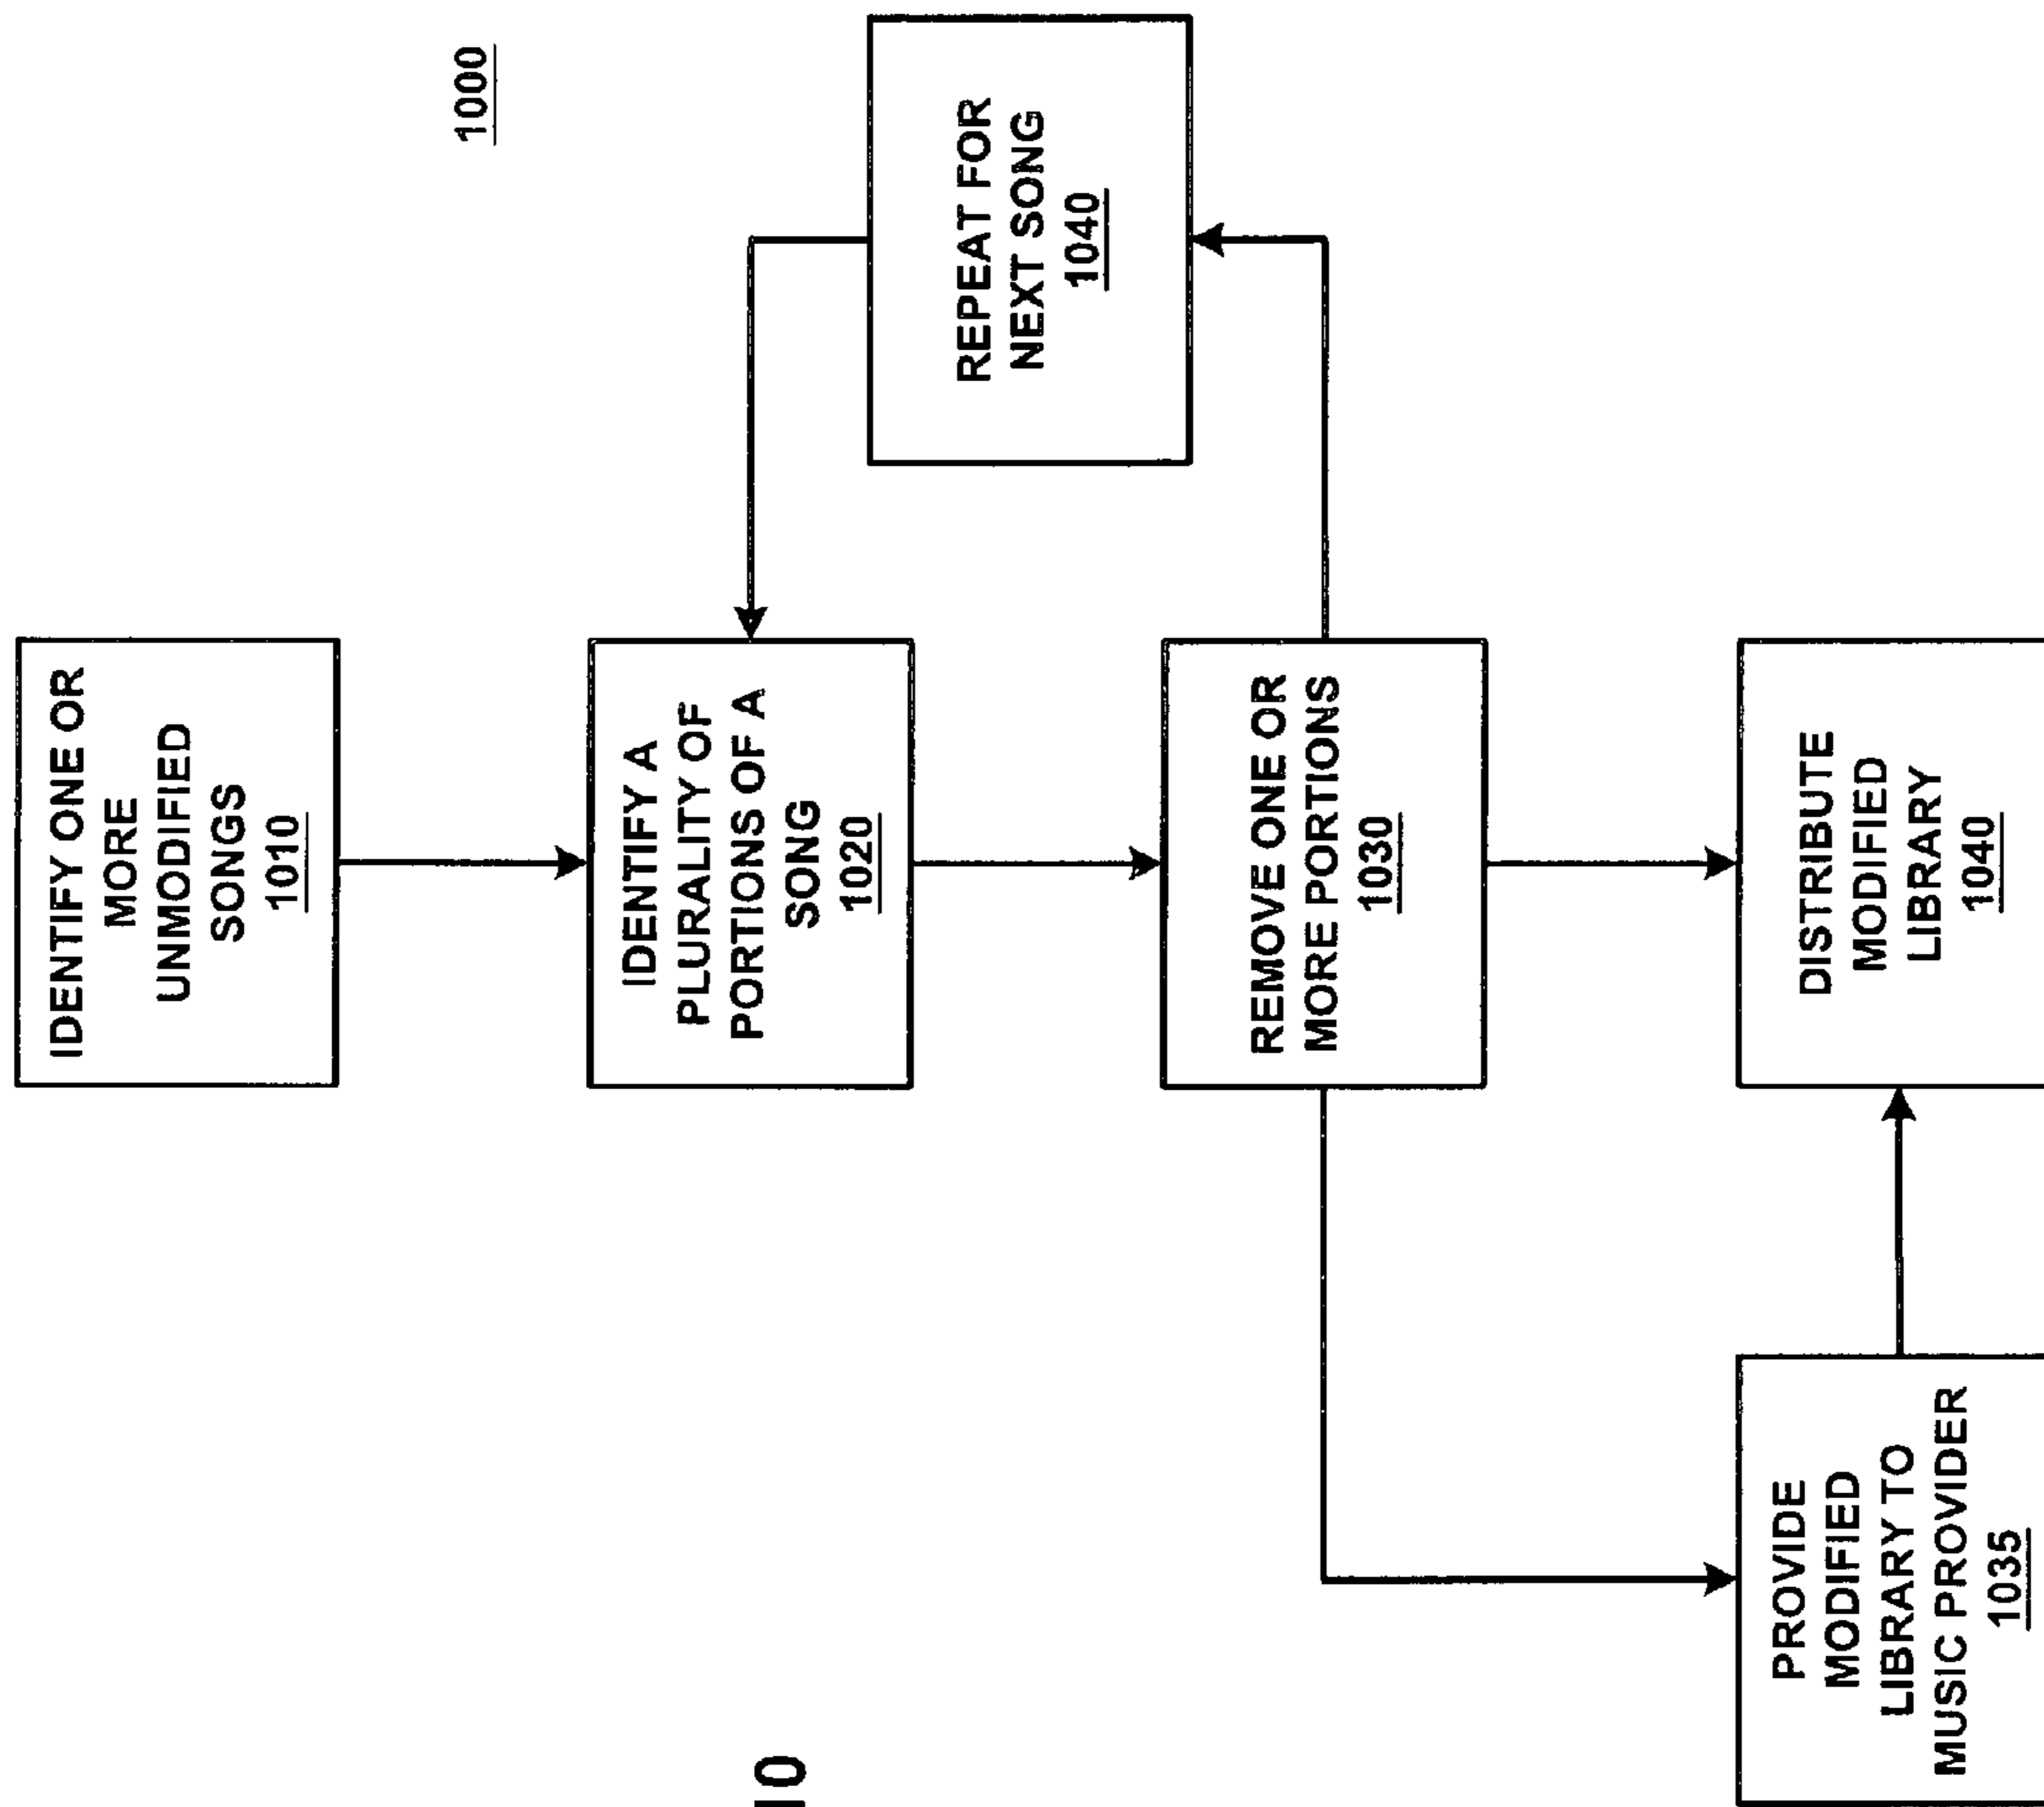 1000
IDENTIFY ONE OR
MORE
UNMODIFIED
SONGS
1010
IDENTIFY A
PLURALITY OF
PORTIONS OF A
SONG
1020
REPEAT FOR
NEXT SONG
1040
REMOVE ONE OR
MORE PORTIONS
1030
PROVIDE
MODIFIED
LIBRARY TO
MUSIC PROVIDER
1035
DISTRIBUTE
MODIFIED
LIBRARY
1040
10